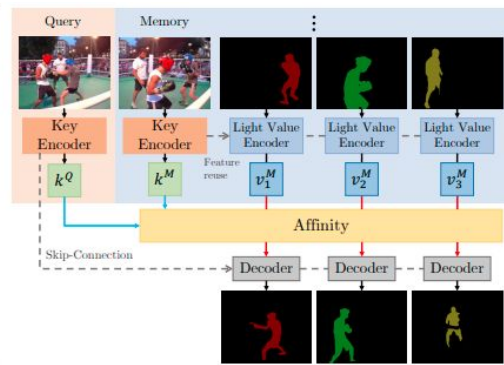 Query
Memory
⋮
Key
Encoder
Key
Encoder
Light Value
Encoder
Light Value
Encoder
Light Value
Encoder
Feature
reuse
k^Q
k^M
v_1^M
v_2^M
v_3^M
Affinity
Skip-Connection
Decoder
Decoder
Decoder